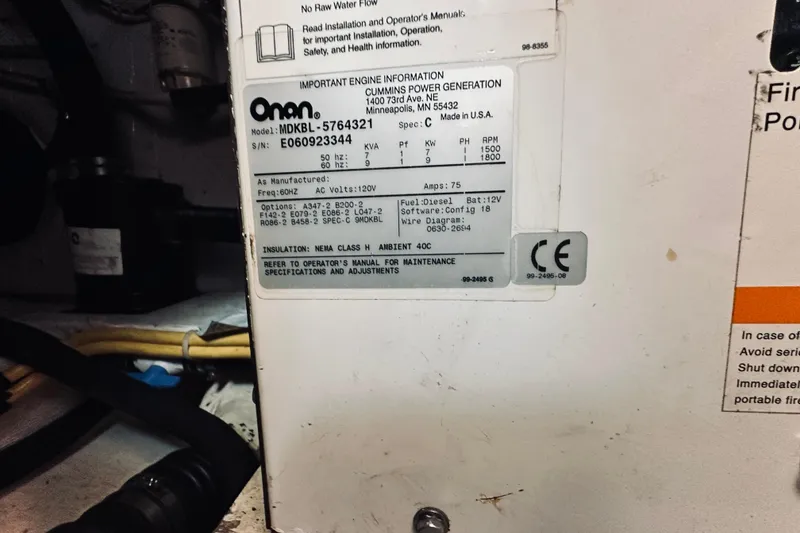 No Raw Water Flow
Read Installation and Operator's Manuals
for important Installation, Operation,
Safety, and Health information.
98-8355
IMPORTANT ENGINE INFORMATION
Onan®
CUMMINS POWER GENERATION
1400 73rd Ave. NE
Minneapolis, MN 55432
Made in U.S.A.
Model: MDKBL-5764321 Spec: C
S/N: E060923344
KVA Pf KW PH RPM
50 hz: 7 1 7 1 1500
60 hz: 9 1 9 1 1800
As Manufactured:
Freq:60HZ AC Volts:120V Amps: 75
Options: A347-2 B200-2
F142-2 E079-2 E086-2 L047-2
R086-2 B458-2 SPEC-C 9MDKBL
Fuel:Diesel Bat:12V
Software:Config 18
Wire Diagram:
0630-2694
INSULATION: NEMA CLASS H AMBIENT 40C
REFER TO OPERATOR'S MANUAL FOR MAINTENANCE
SPECIFICATIONS AND ADJUSTMENTS
99-2495 G
CE
99-2495-08
Fir
Po
In case of
Avoid seri
Shut down
Immediatel
portable fire